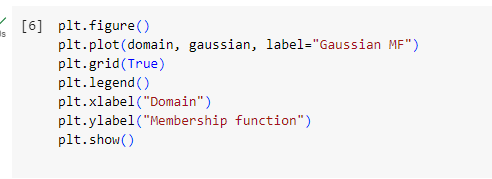 [6] plt.figure()
plt.plot(domain, gaussian, label="Gaussian MF")
plt.grid(True)
plt.legend()
plt.xlabel("Domain")
plt.ylabel("Membership function")
plt.show()